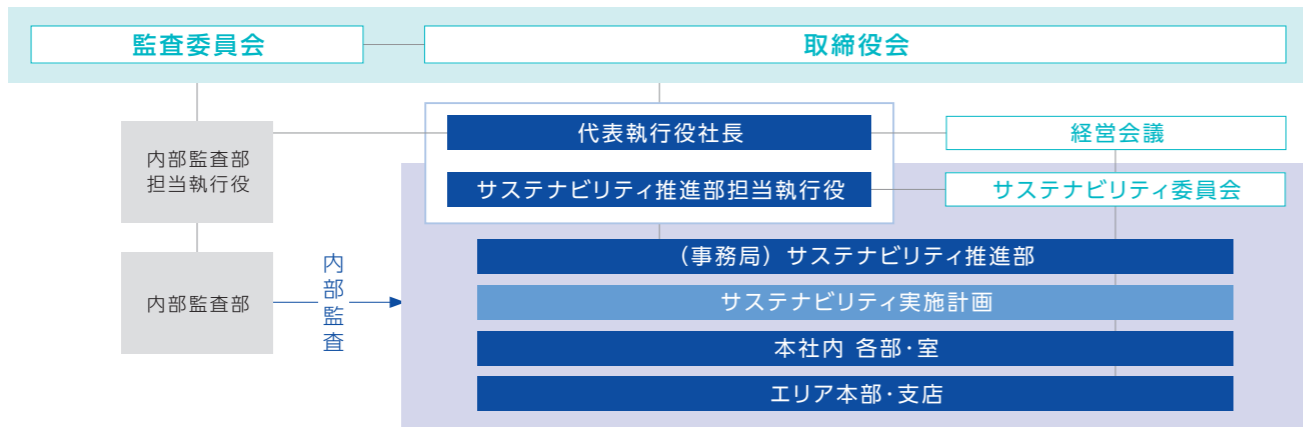 監査委員会
取締役会
内部監査部
担当執行役
代表執行役社長
経営会議
サステナビリティ推進部担当執行役
サステナビリティ委員会
内部監査部
内部監査
（事務局）サステナビリティ推進部
サステナビリティ実施計画
本社内 各部・室
エリア本部・支店